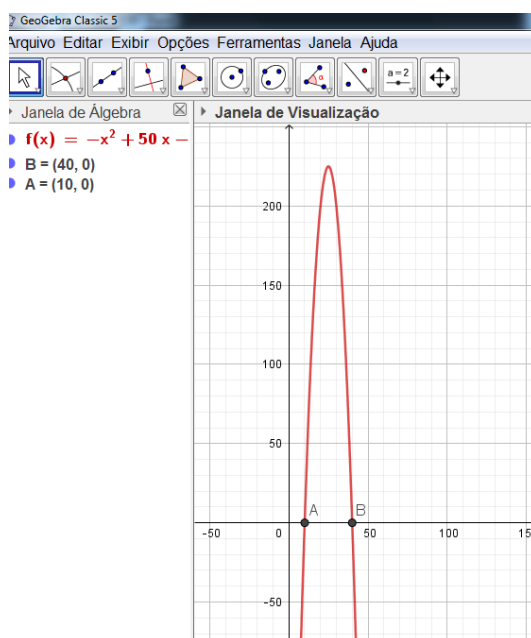 GeoGebra Classic 5
Arquivo Editar Exibir Opções Ferramentas Janela Ajuda
α
a=2
Janela de Álgebra
f(x) = −x² + 50 x −
B = (40, 0)
A = (10, 0)
Janela de Visualização
200
150
100
50
A
B
-50
0
50
100
15
-50